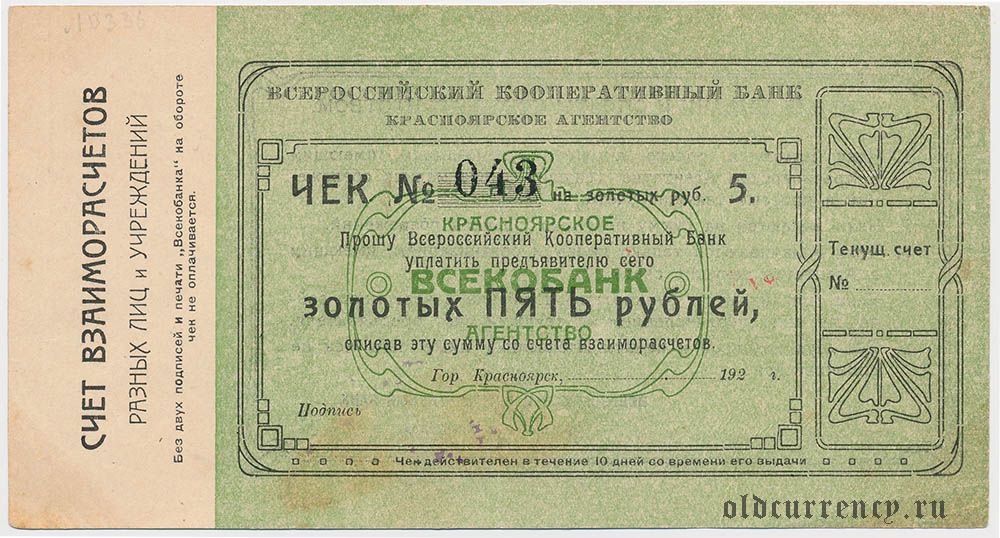 №10336
СЧЕТ ВЗАИМОРАСЧЕТОВ
РАЗНЫХ ЛИЦ и УЧРЕЖДЕНИЙ
Без двух подписей и печати „Всекобанка" на обороте
чек не оплачивается.
ВСЕРОССИЙСКИЙ КООПЕРАТИВНЫЙ БАНК
КРАСНОЯРСКОЕ АГЕНТСТВО
ЧЕК № 043 на золотых руб. 5.
КРАСНОЯРСКОЕ
Прошу Всероссийский Кооперативный Банк
уплатить предъявителю сего
ВСЕКОБАНК
золотых ПЯТЬ рублей,
АГЕНТСТВО
списав эту сумму со счета взаиморасчетов.
Гор Красноярск, 192 г.
Подпись
Чек действителен в течение 10 дней со времени его выдачи
Текущ. счет
№
oldcurrency.ru